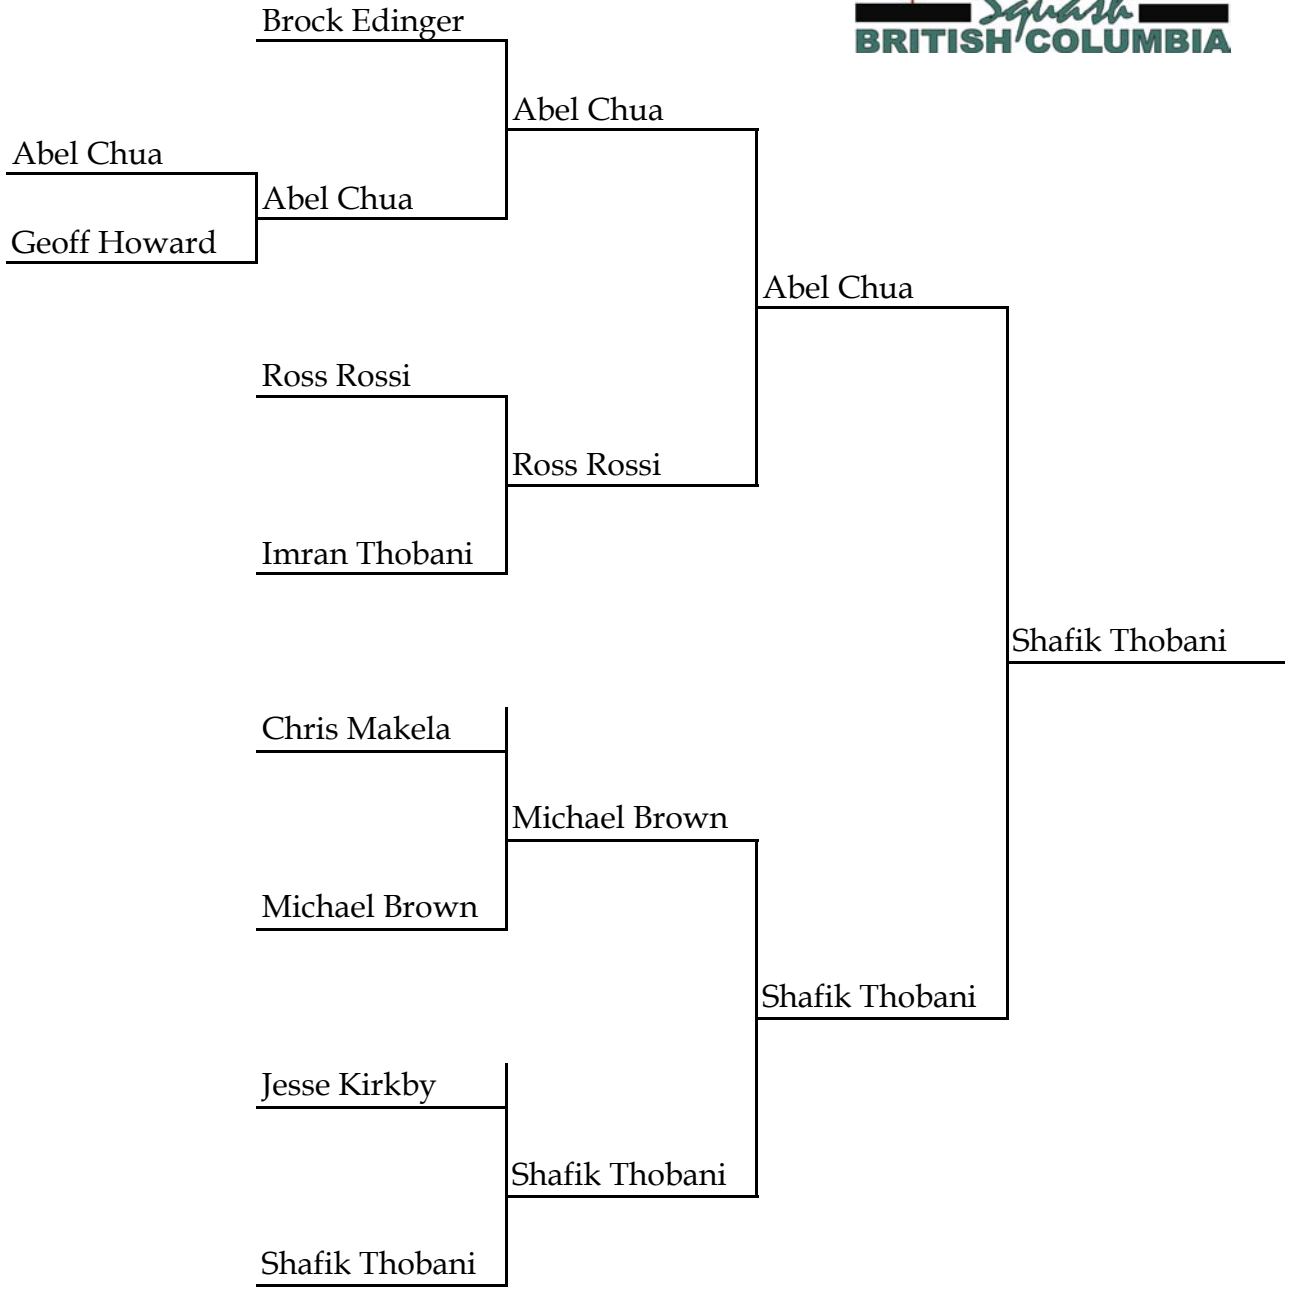 Brock Edinger
Squash
BRITISH COLUMBIA
Abel Chua
Abel Chua
Abel Chua
Geoff Howard
Abel Chua
Ross Rossi
Ross Rossi
Imran Thobani
Shafik Thobani
Chris Makela
Michael Brown
Michael Brown
Shafik Thobani
Jesse Kirkby
Shafik Thobani
Shafik Thobani